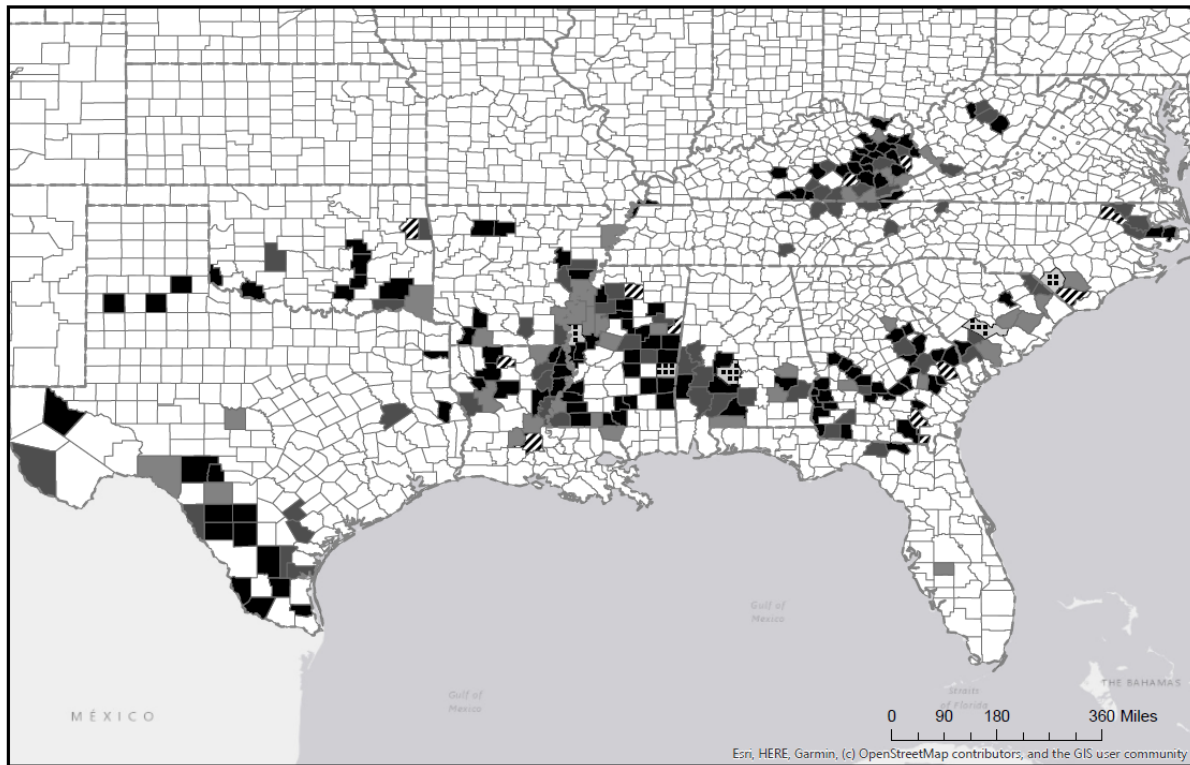 Gulf of
Mexico
MÉXICO
Gulf of
Mexico
Straits
of Florida
THE BAHAMAS
0 90 180 360 Miles
Esri, HERE, Garmin, (c) OpenStreetMap contributors, and the GIS user community